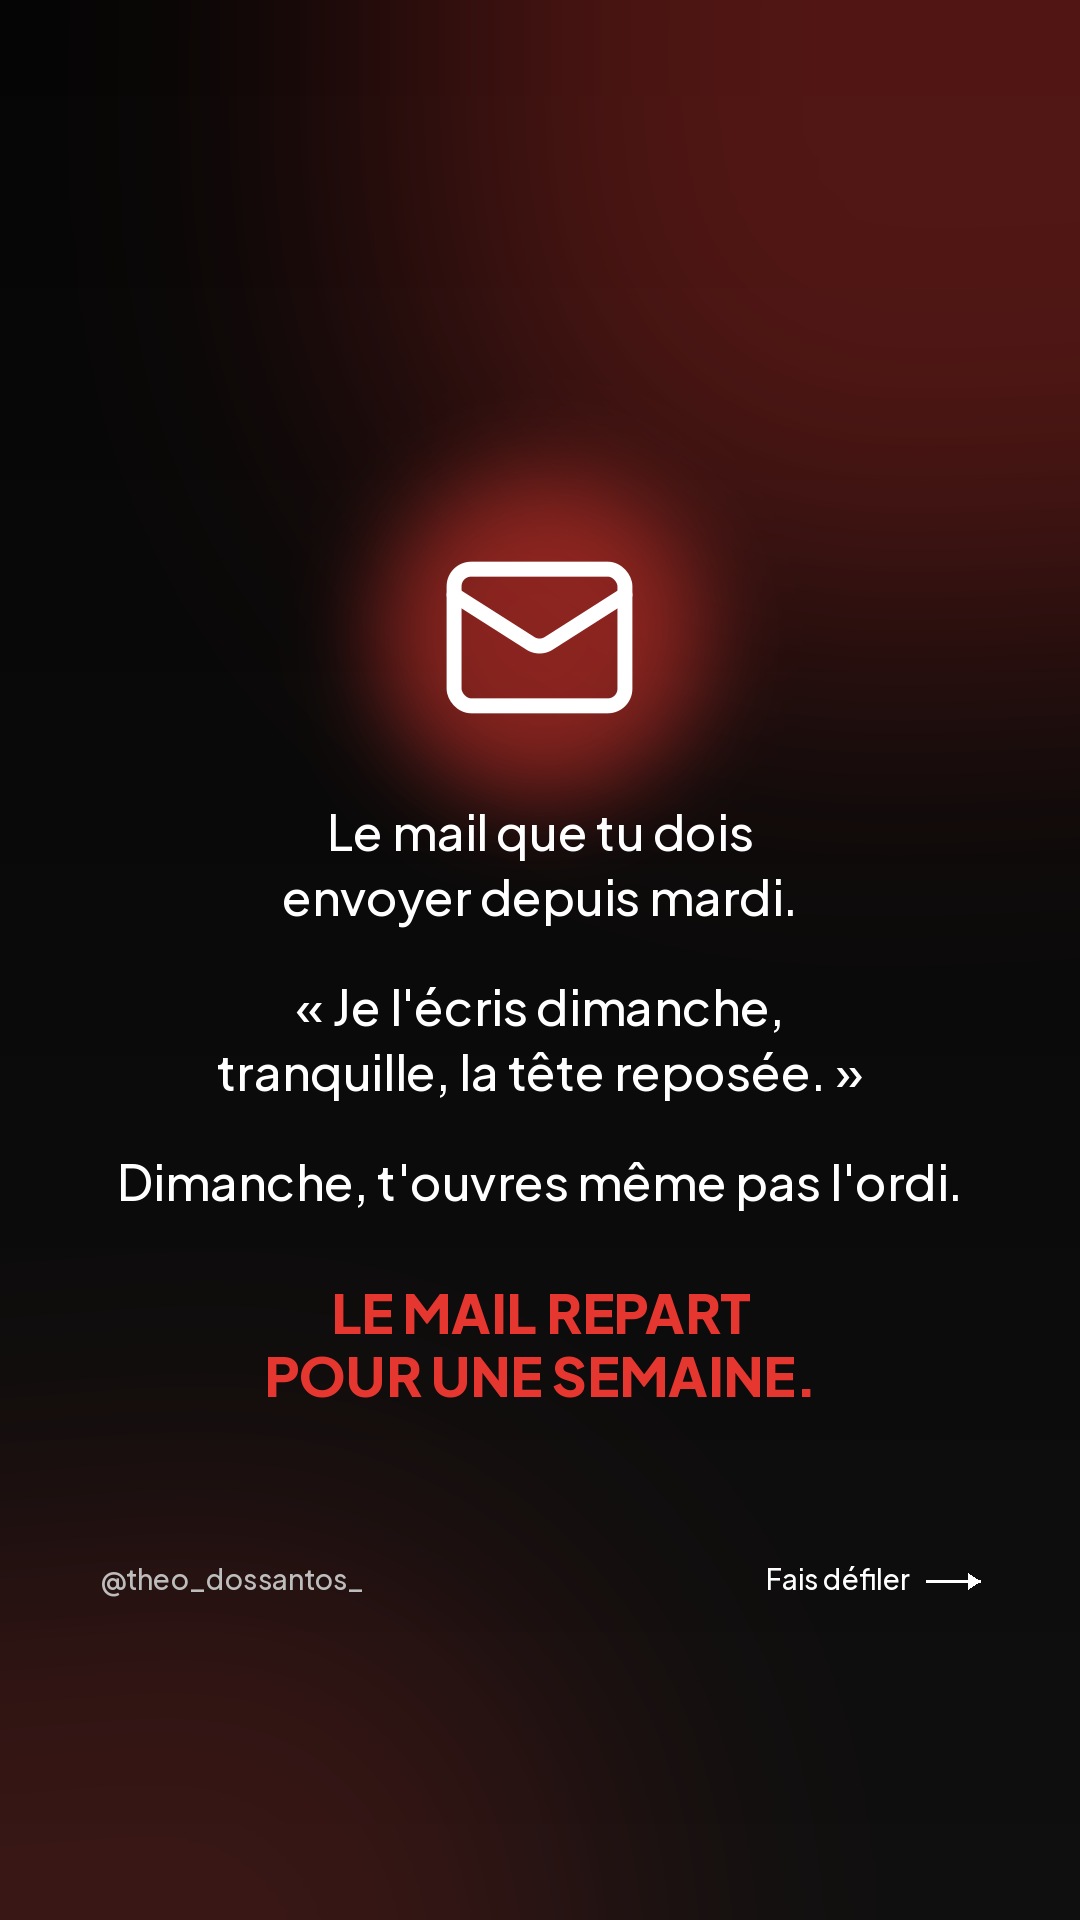 Le mail que tu dois
envoyer depuis mardi.
« Je l'écris dimanche,
tranquille, la tête reposée. »
Dimanche, t'ouvres même pas l'ordi.
LE MAIL REPART
POUR UNE SEMAINE.
@theo_dossantos_
Fais défiler